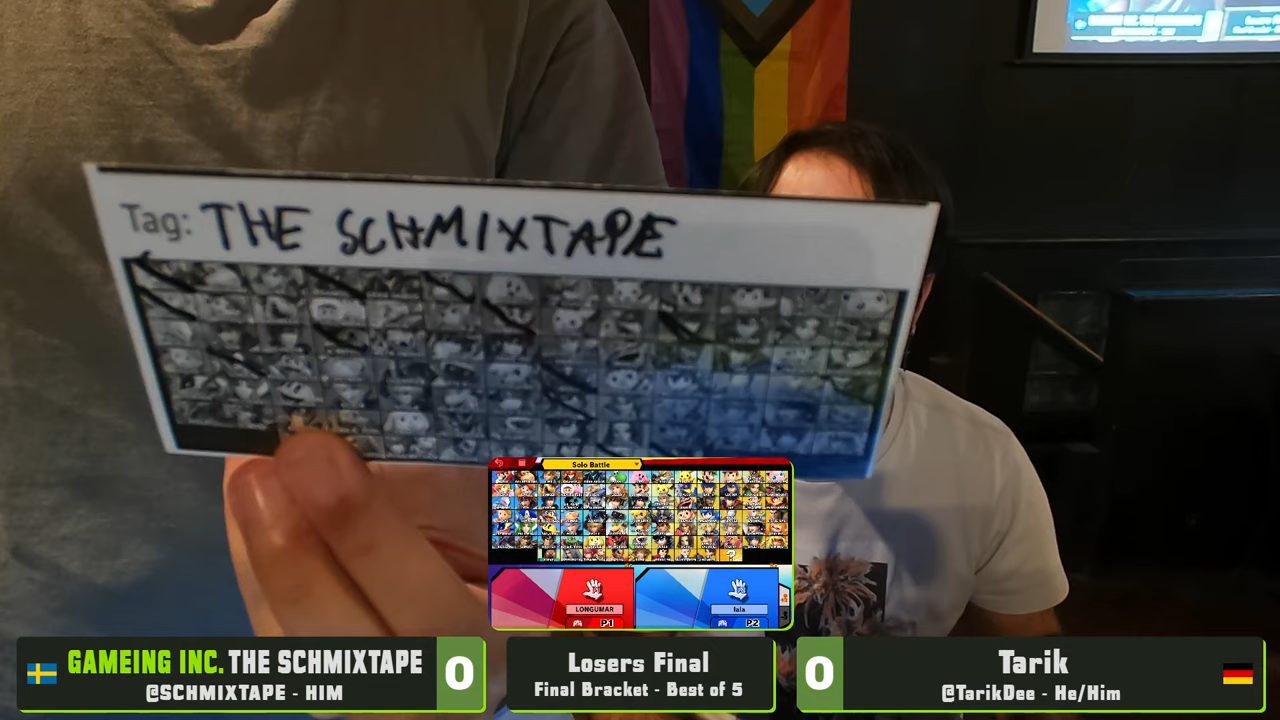 Tag: THE SCHMIXTAPE
Solo Battle
LONGUMAR
lala
P1
P2
GAMEING INC. THE SCHMIXTAPE
@SCHMIXTAPE - HIM
0
Losers Final
Final Bracket - Best of 5
0
Tarik
@TarikDee - He/Him